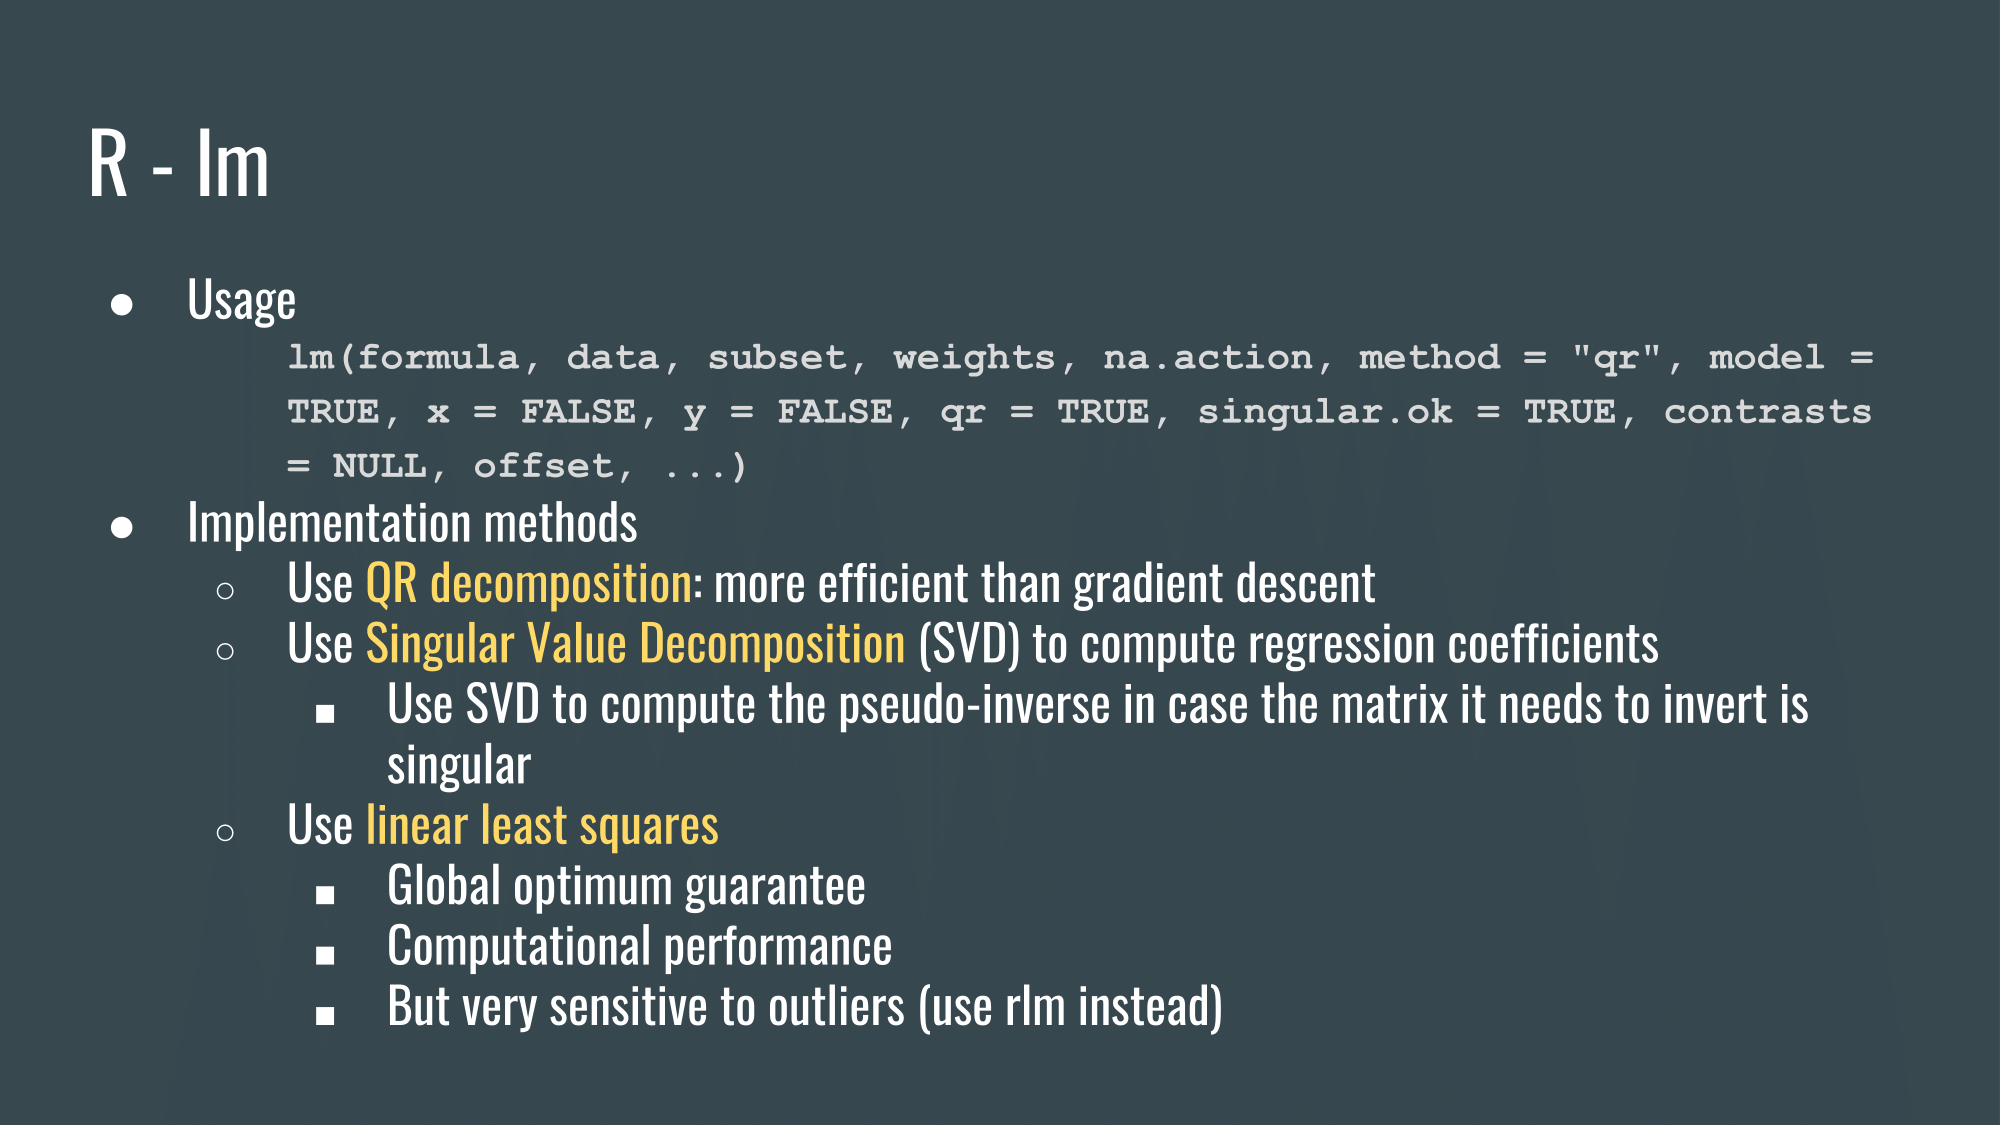 R - lm
● Usage
lm(formula, data, subset, weights, na.action, method = "qr", model =
TRUE, x = FALSE, y = FALSE, qr = TRUE, singular.ok = TRUE, contrasts
= NULL, offset, ...)
● Implementation methods
○ Use QR decomposition: more efficient than gradient descent
○ Use Singular Value Decomposition (SVD) to compute regression coefficients
■ Use SVD to compute the pseudo-inverse in case the matrix it needs to invert is
singular
○ Use linear least squares
■ Global optimum guarantee
■ Computational performance
■ But very sensitive to outliers (use rlm instead)